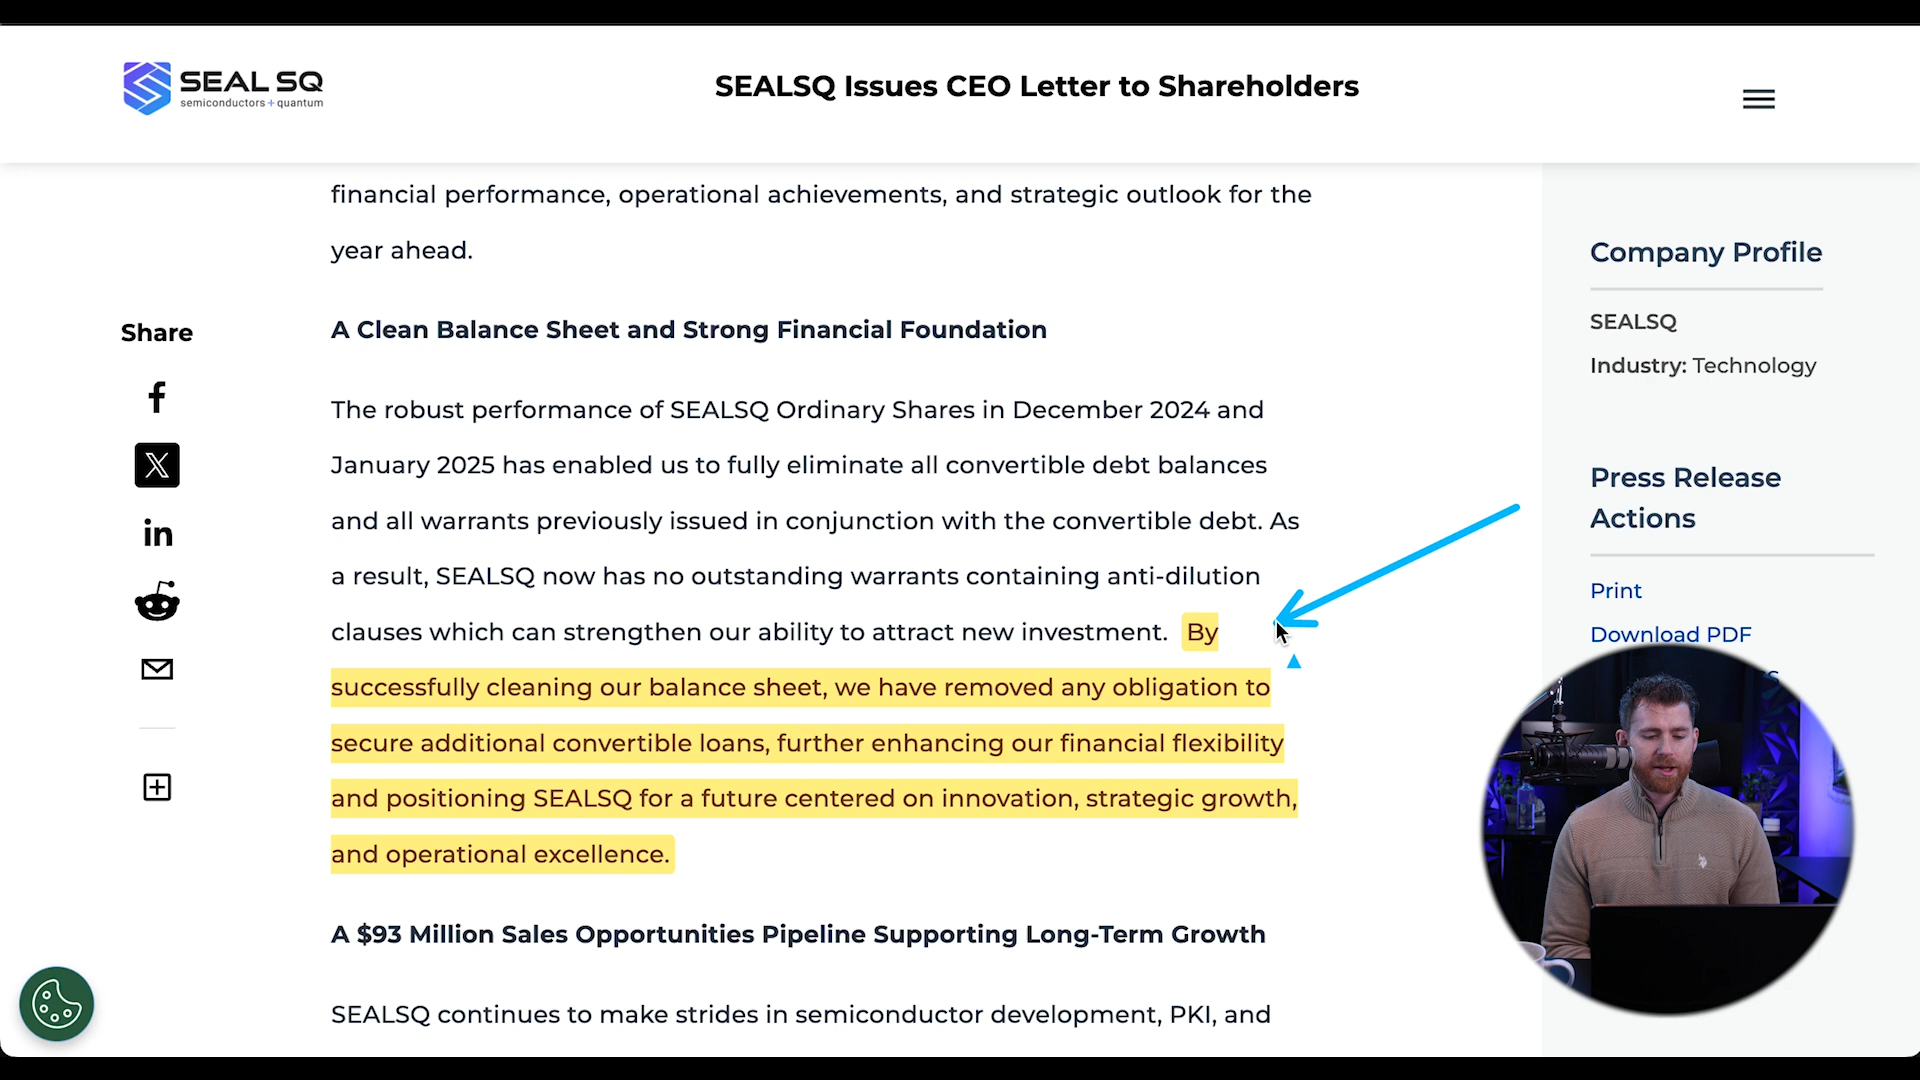 SEAL SQ
semiconductors + quantum
SEALSQ Issues CEO Letter to Shareholders
financial performance, operational achievements, and strategic outlook for the
year ahead.
Share
A Clean Balance Sheet and Strong Financial Foundation
The robust performance of SEALSQ Ordinary Shares in December 2024 and
January 2025 has enabled us to fully eliminate all convertible debt balances
and all warrants previously issued in conjunction with the convertible debt. As
a result, SEALSQ now has no outstanding warrants containing anti-dilution
clauses which can strengthen our ability to attract new investment. By
successfully cleaning our balance sheet, we have removed any obligation to
secure additional convertible loans, further enhancing our financial flexibility
and positioning SEALSQ for a future centered on innovation, strategic growth,
and operational excellence.
A $93 Million Sales Opportunities Pipeline Supporting Long-Term Growth
SEALSQ continues to make strides in semiconductor development, PKI, and
Company Profile
SEALSQ
Industry: Technology
Press Release
Actions
Print
Download PDF